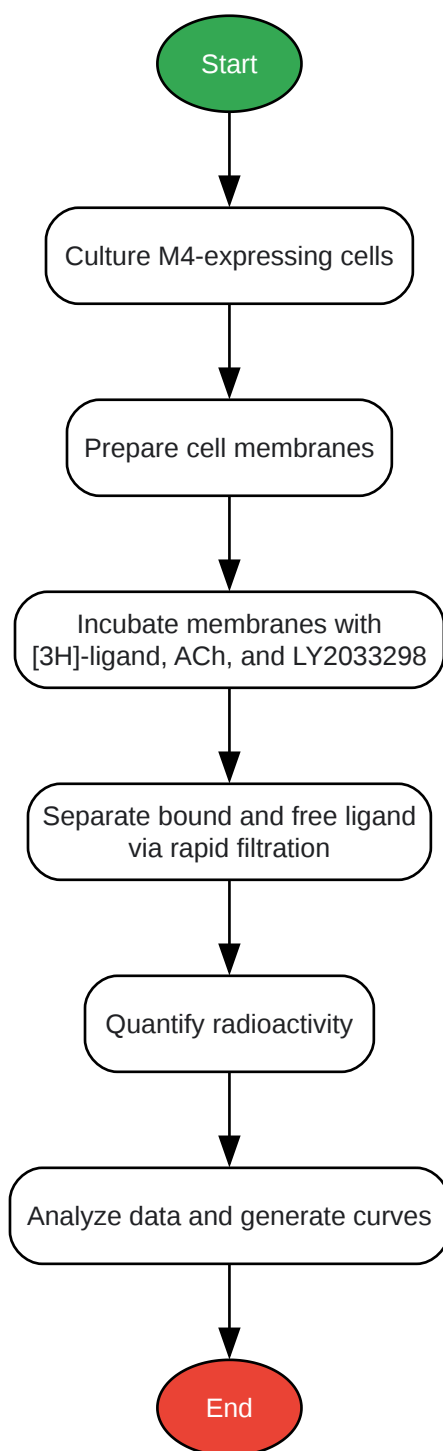 Start
Culture M4-expressing cells
Prepare cell membranes
Incubate membranes with
[3H]-ligand, ACh, and LY2033298
Separate bound and free ligand
via rapid filtration
Quantify radioactivity
Analyze data and generate curves
End